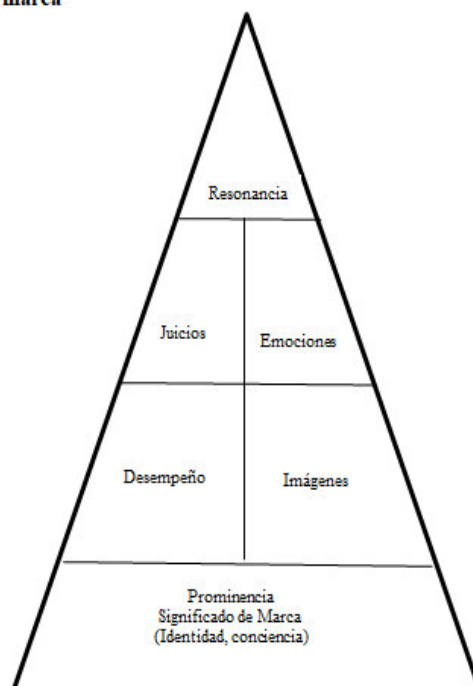 marca
Resonancia
Juicios
Emociones
Desempeño
Imágenes
Prominencia
Significado de Marca
(Identidad, conciencia)